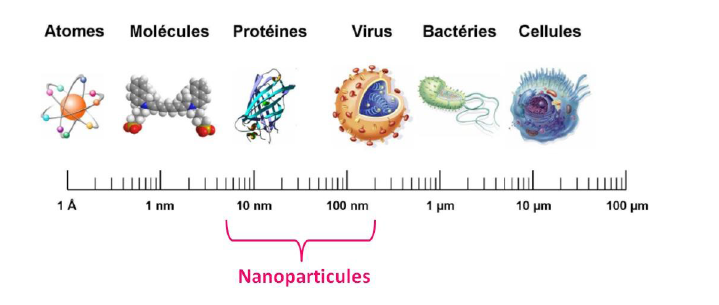 Atomes Molécules Protéines Virus Bactéries Cellules
1 Å 1 nm 10 nm 100 nm 1 µm 10 µm 100 µm
Nanoparticules